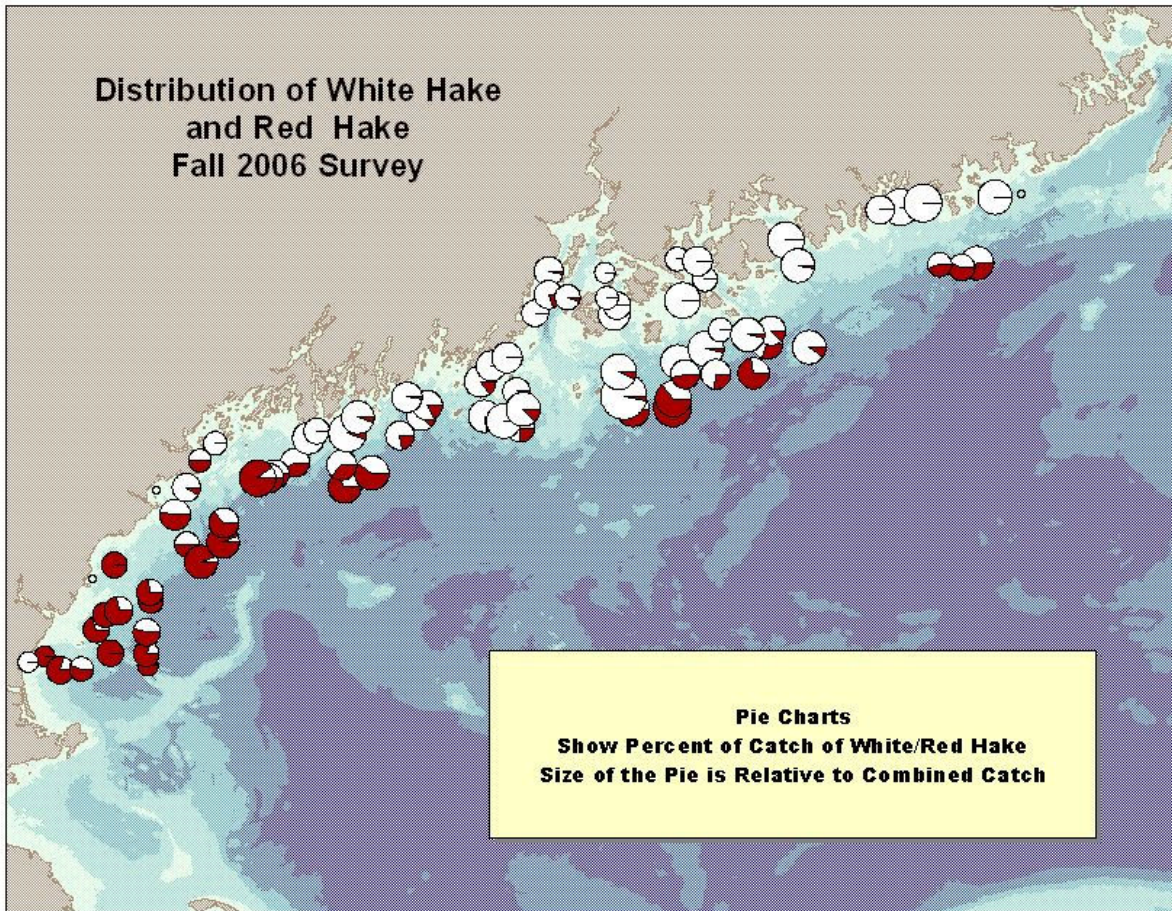 Distribution of White Hake
and Red Hake
Fall 2006 Survey
Pie Charts
Show Percent of Catch of White/Red Hake
Size of the Pie is Relative to Combined Catch